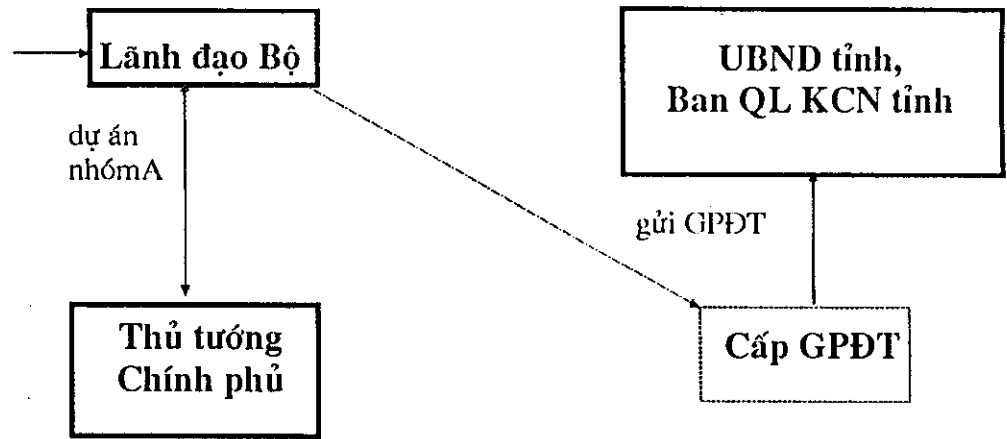 Lãnh đạo Bộ
UBND tỉnh,
Ban QL KCN tỉnh
dự án
nhómA
gửi GPĐT
Thủ tướng
Chính phủ
Cấp GPĐT